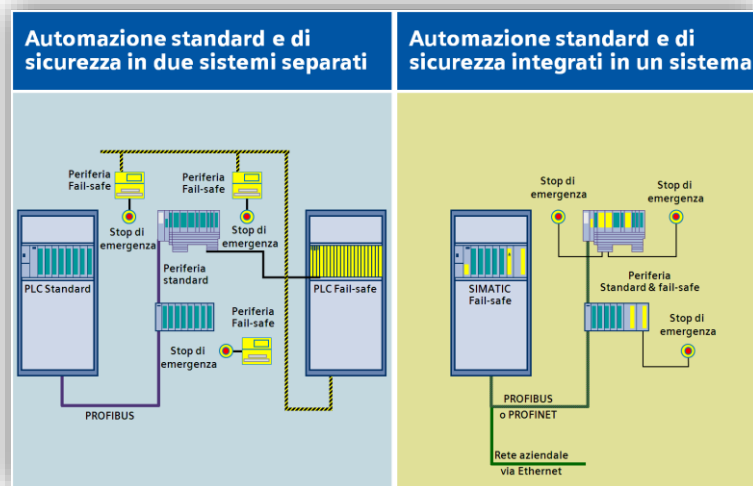 Automazione standard e di
sicurezza in due sistemi separati
Periferia
Fail-safe
Periferia
Fail-safe
Stop di
emergenza
Stop di
emergenza
Periferia
standard
PLC Standard
PLC Fail-safe
Periferia
Fail-safe
Stop di
emergenza
PROFIBUS
Automazione standard e di
sicurezza integrati in un sistema
Stop di
emergenza
Stop di
emergenza
SIMATIC
Fail-safe
Periferia
Standard & fail-safe
Stop di
emergenza
PROFIBUS
o PROFINET
Rete aziendale
via Ethernet